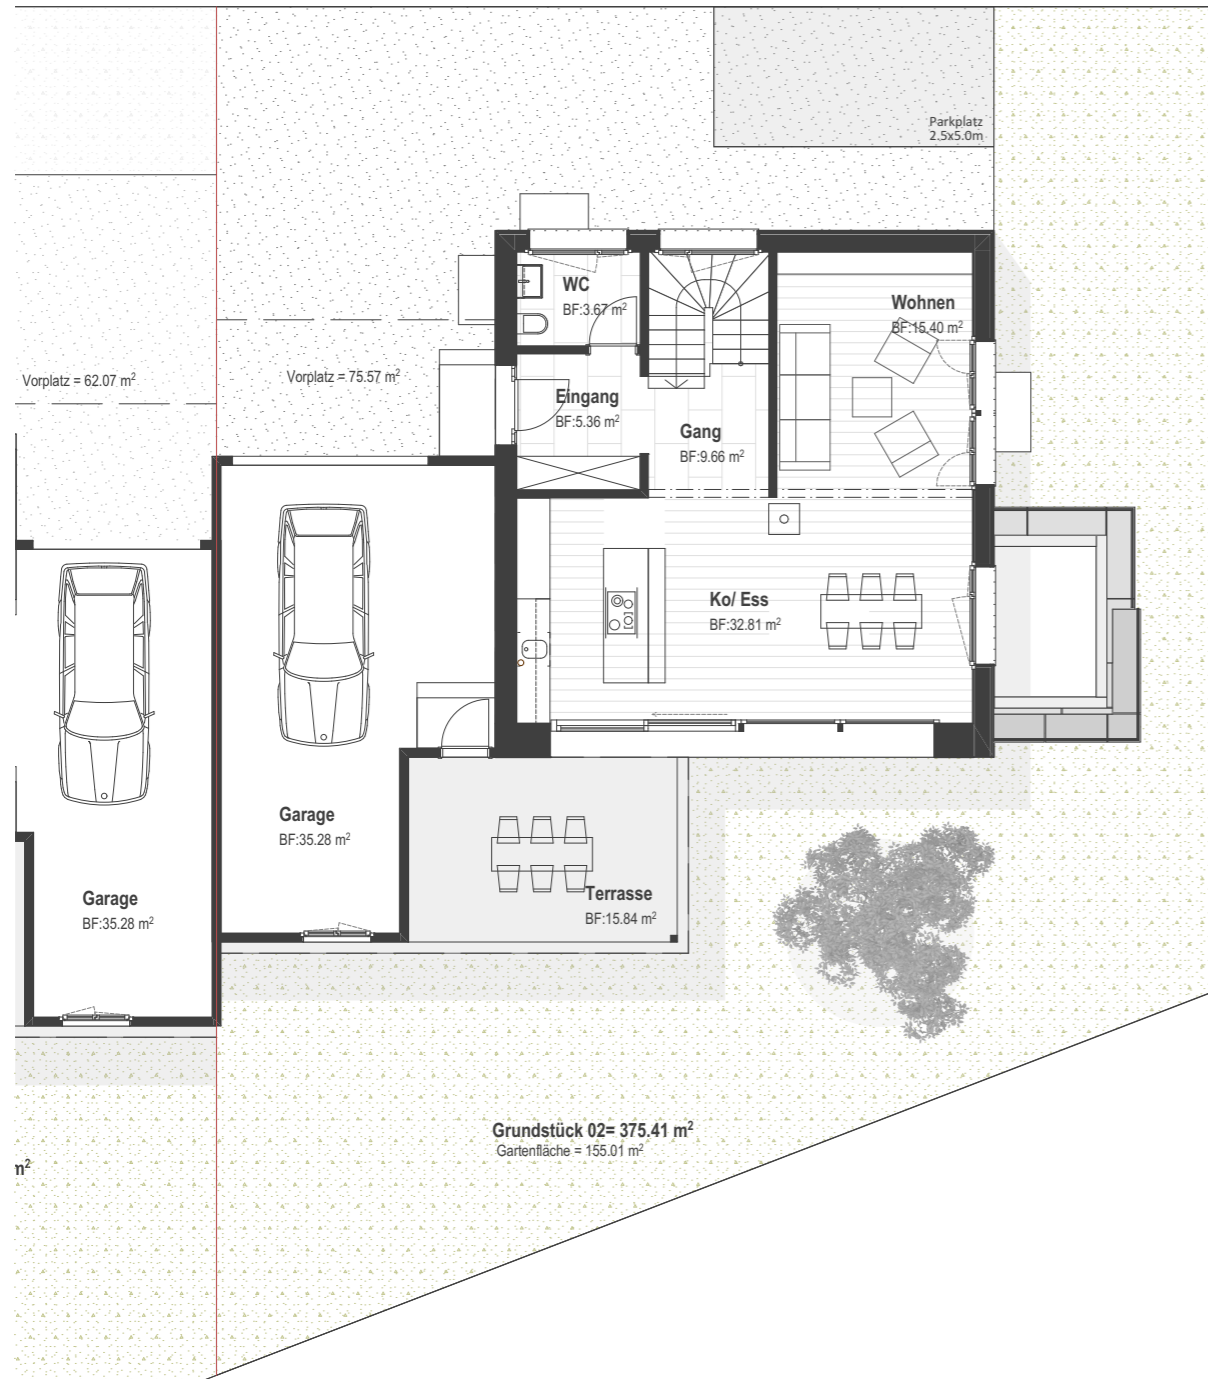 Parkplatz
2.5x5.0m
WC
BF:3.67 m²
Wohnen
BF:15.40 m²
Vorplatz = 62.07 m²
Vorplatz = 75.57 m²
Eingang
BF:5.36 m²
Gang
BF:9.66 m²
Ko/ Ess
BF:32.81 m²
Garage
BF:35.28 m²
Garage
BF:35.28 m²
Terrasse
BF:15.84 m²
Grundstück 02= 375.41 m²
Gartenfläche = 155.01 m²
m²